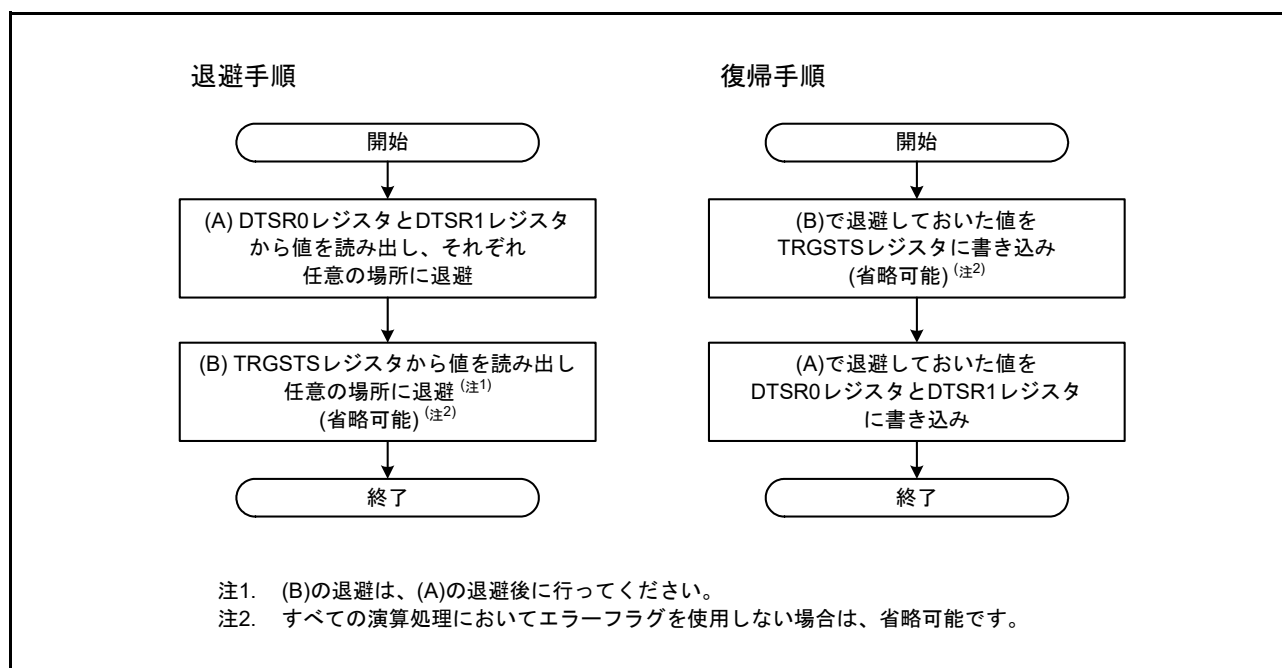 退避手順
開始
(A) DTSR0レジスタとDTSR1レジスタ
から値を読み出し、それぞれ
任意の場所に退避
(B) TRGSTSレジスタから値を読み出し
任意の場所に退避 (注1)
(省略可能) (注2)
終了
復帰手順
開始
(B)で退避しておいた値を
TRGSTSレジスタに書き込み
(省略可能) (注2)
(A)で退避しておいた値を
DTSR0レジスタとDTSR1レジスタ
に書き込み
終了
注1. (B)の退避は、(A)の退避後に行ってください。
注2. すべての演算処理においてエラーフラグを使用しない場合は、省略可能です。